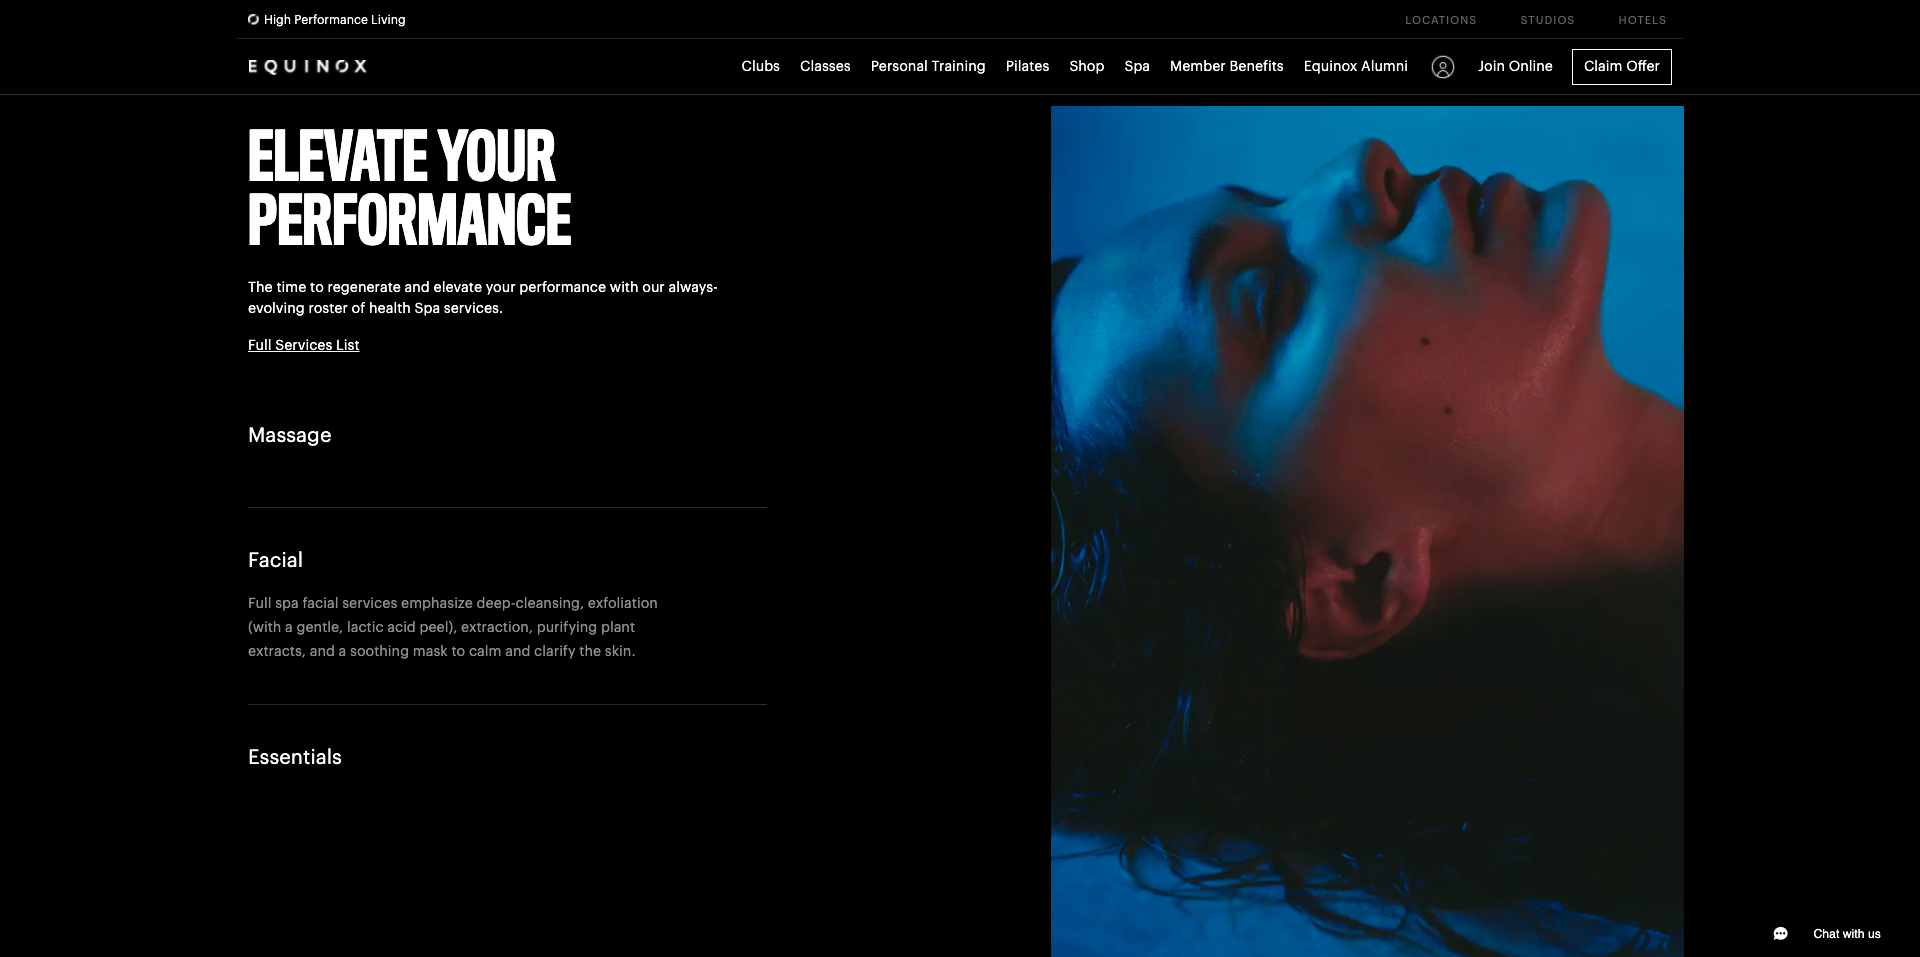 High Performance Living
LOCATIONS STUDIOS HOTELS
EQUINOX
Clubs Classes Personal Training Pilates Shop Spa Member Benefits Equinox Alumni Join Online Claim Offer
ELEVATE YOUR
PERFORMANCE
The time to regenerate and elevate your performance with our always-
evolving roster of health Spa services.
Full Services List
Massage
Facial
Full spa facial services emphasize deep-cleansing, exfoliation
(with a gentle, lactic acid peel), extraction, purifying plant
extracts, and a soothing mask to calm and clarify the skin.
Essentials
Chat with us